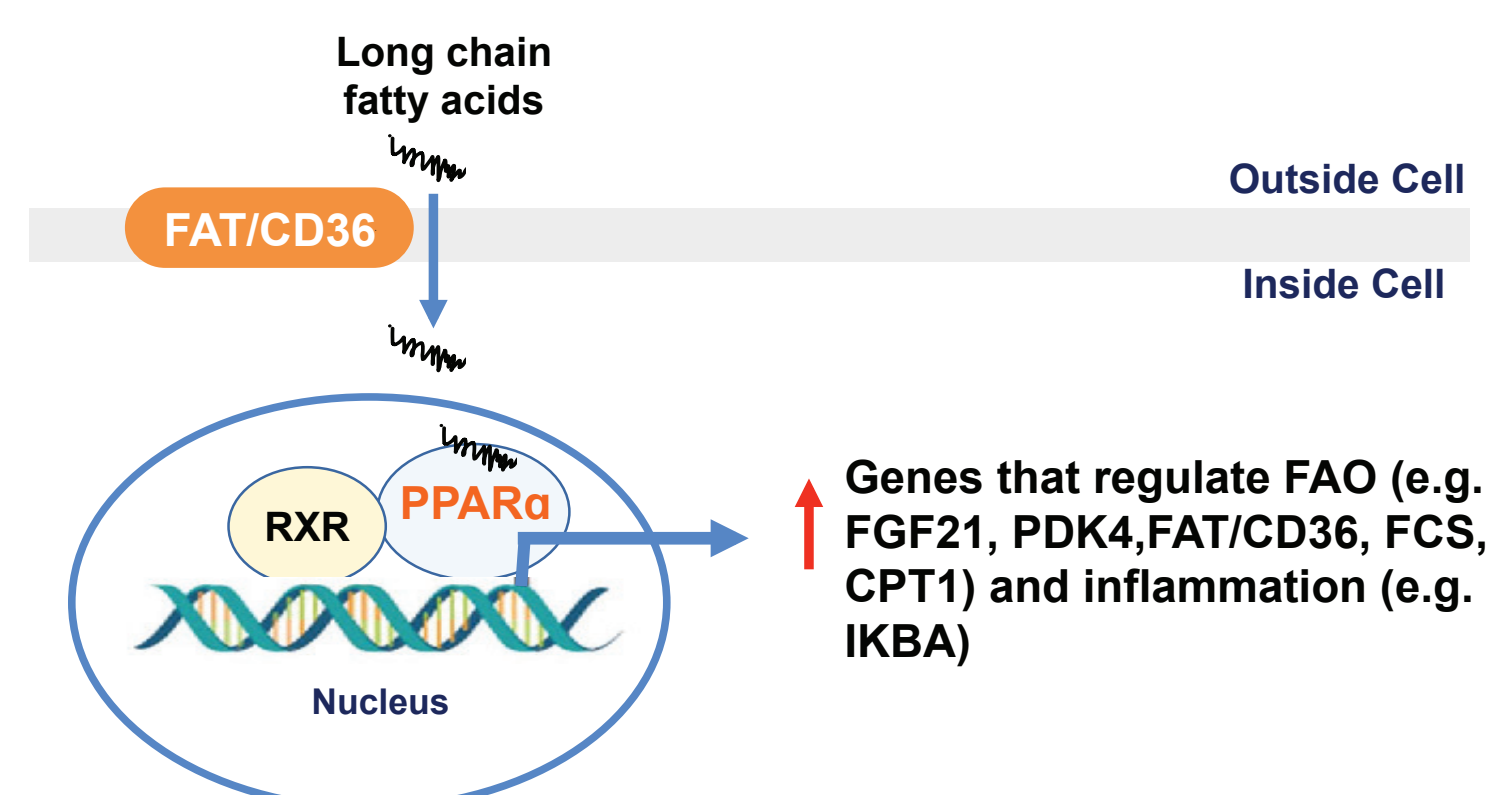 Long chain
fatty acids
Outside Cell
FAT/CD36
Inside Cell
Genes that regulate FAO (e.g.
FGF21, PDK4,FAT/CD36, FCS,
CPT1) and inflammation (e.g.
IKBA)
RXR
PPARα
Nucleus